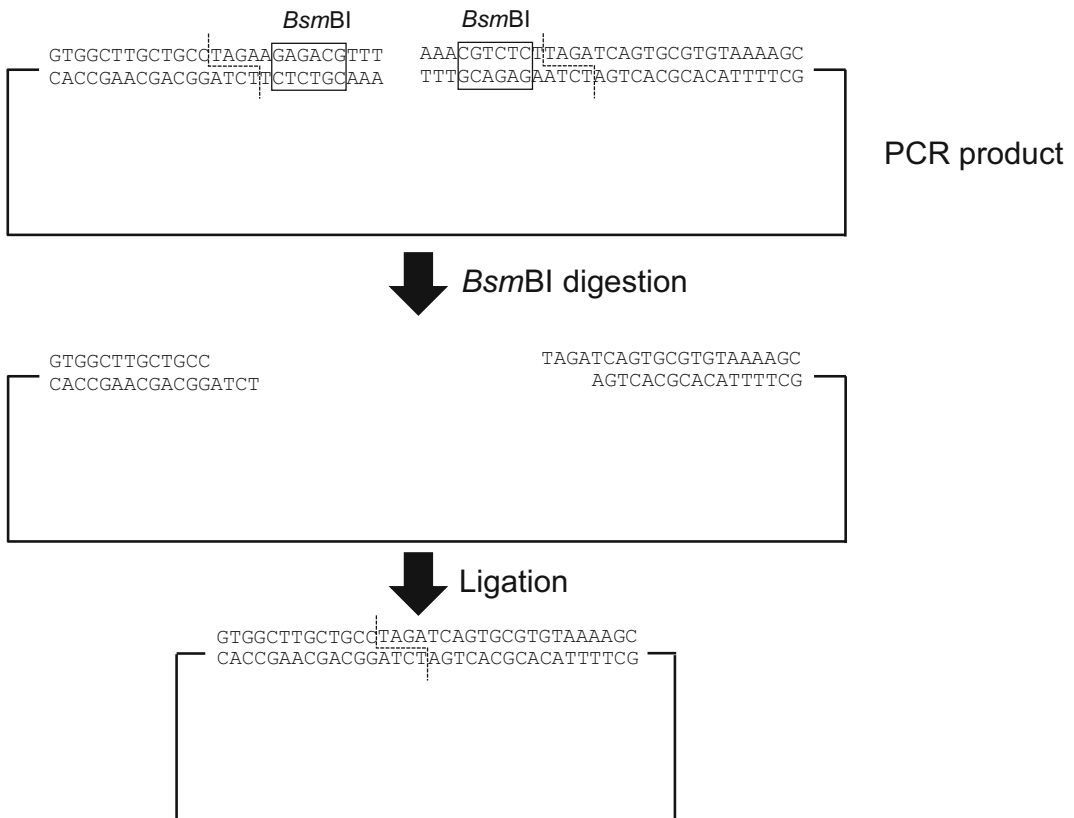 BsmBI BsmBI
GTGGCTTGCTGCCTAGAAGAGACGTTT AAACGTCTCTTAGATCAGTGCGTGTAAAAGC
CACCGAACGACGGATCTTCTCTGCAAA TTTGCAGAGAATCTAGTCACGCACATTTTCG
PCR product
BsmBI digestion
GTGGCTTGCTGCC TAGATCAGTGCGTGTAAAAGC
CACCGAACGACGGATCT AGTCACGCACATTTTCG
Ligation
GTGGCTTGCTGCCTAGATCAGTGCGTGTAAAAGC
CACCGAACGACGGATCTAGTCACGCACATTTTCG